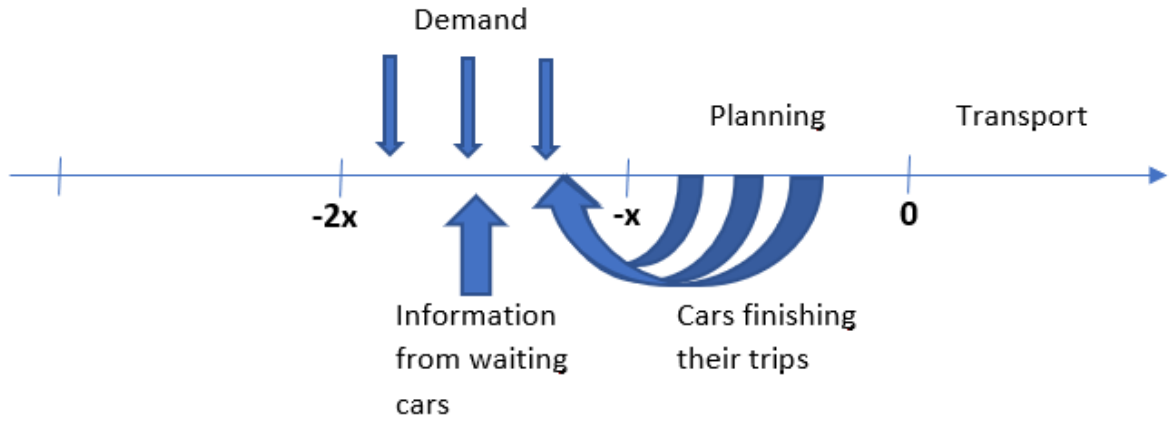 Demand
Planning
Transport
-2x
-x
0
Information
from waiting
cars
Cars finishing
their trips